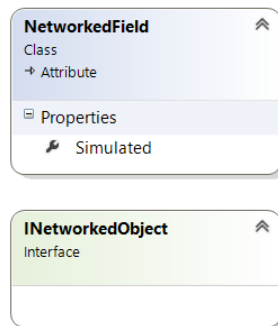 NetworkedField
Class
Attribute
Properties
Simulated
INetworkedObject
Interface